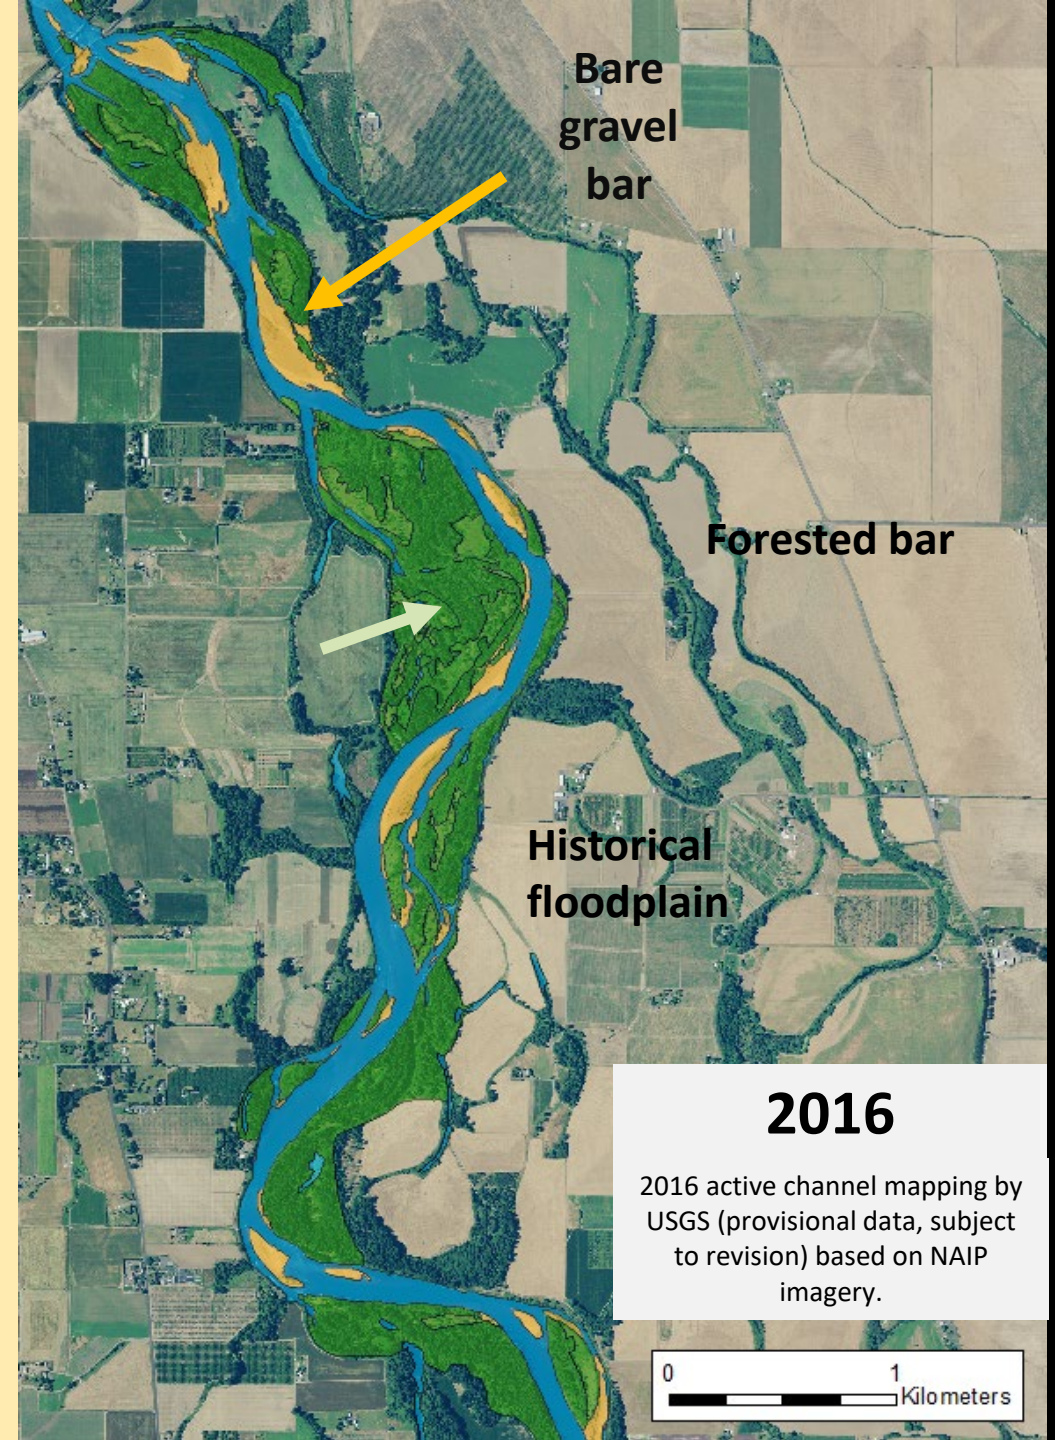 Bare
gravel
bar
Forested bar
Historical
floodplain
2016
2016 active channel mapping by
USGS (provisional data, subject
to revision) based on NAIP
imagery.
0 1
Kilometers